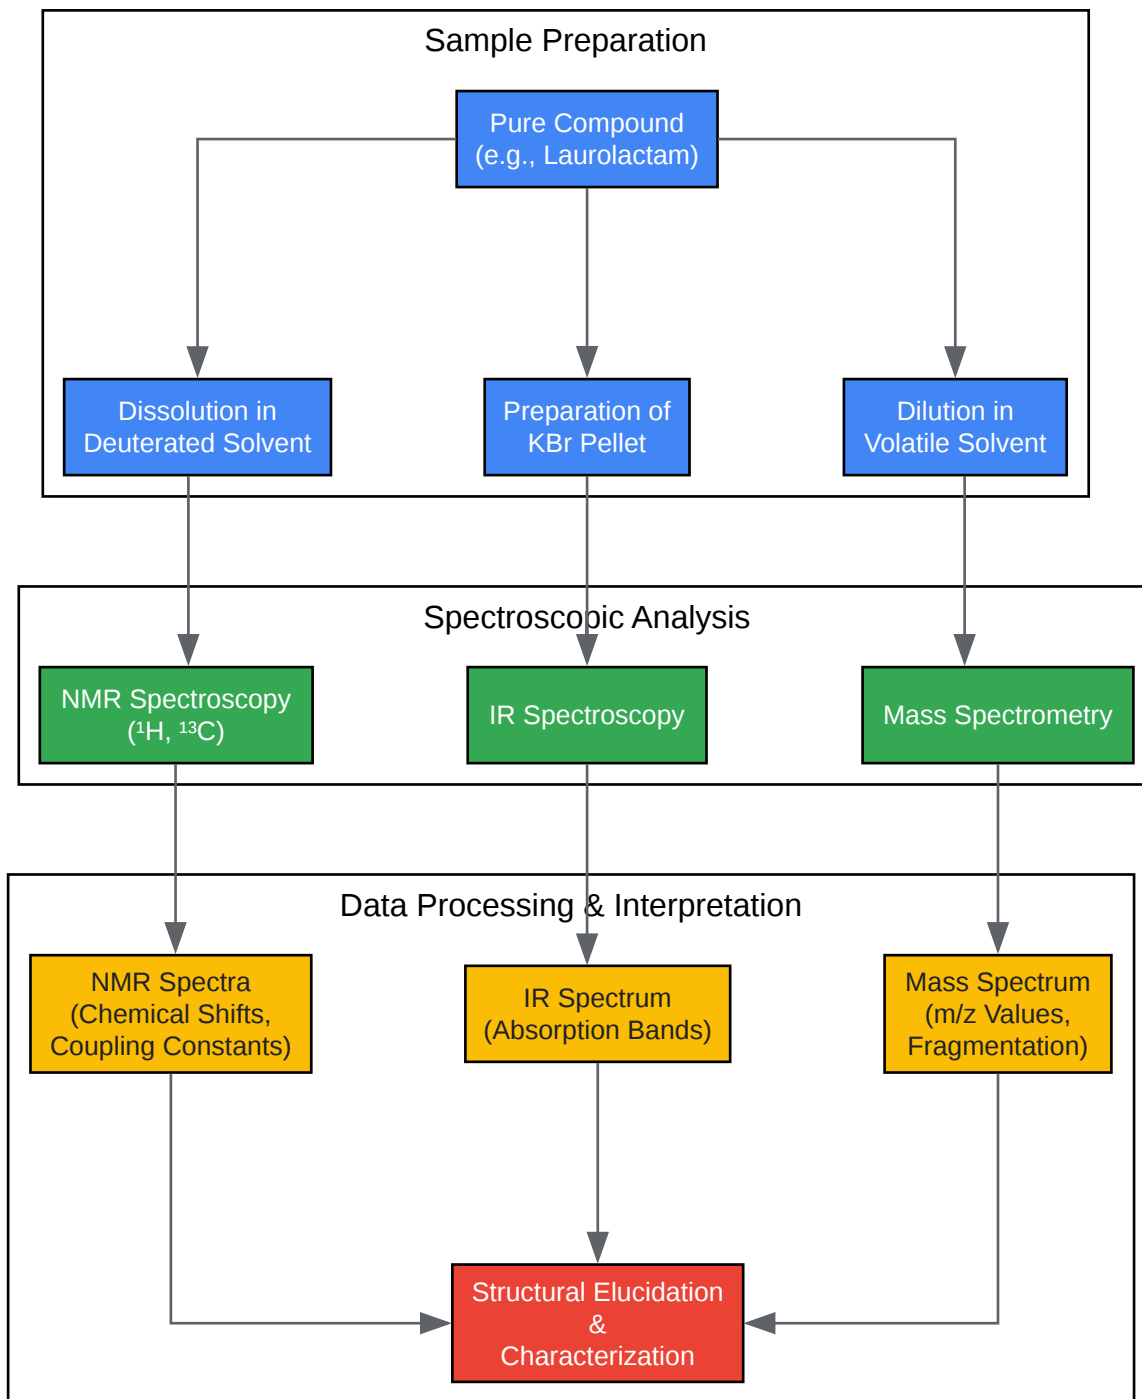 Sample Preparation
Pure Compound
(e.g., Laurolactam)
Dissolution in
Deuterated Solvent
Preparation of
KBr Pellet
Dilution in
Volatile Solvent
Spectroscopic Analysis
NMR Spectroscopy
(¹H, ¹³C)
IR Spectroscopy
Mass Spectrometry
Data Processing & Interpretation
NMR Spectra
(Chemical Shifts,
Coupling Constants)
IR Spectrum
(Absorption Bands)
Mass Spectrum
(m/z Values,
Fragmentation)
Structural Elucidation
&
Characterization